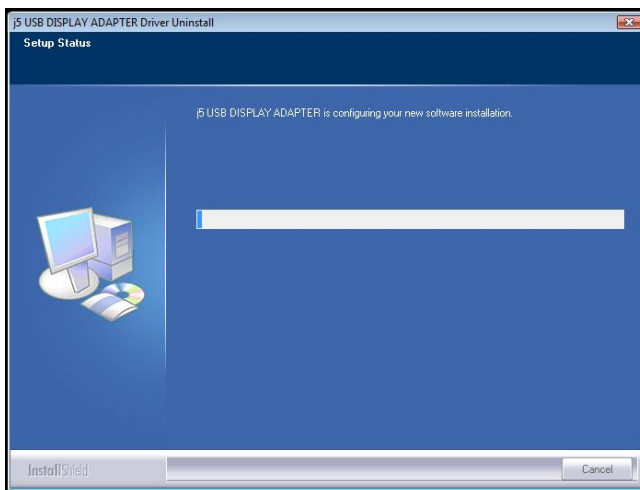 j5 USB DISPLAY ADAPTER Driver Uninstall
Setup Status
j5 USB DISPLAY ADAPTER is configuring your new software installation.
InstallShield
Cancel